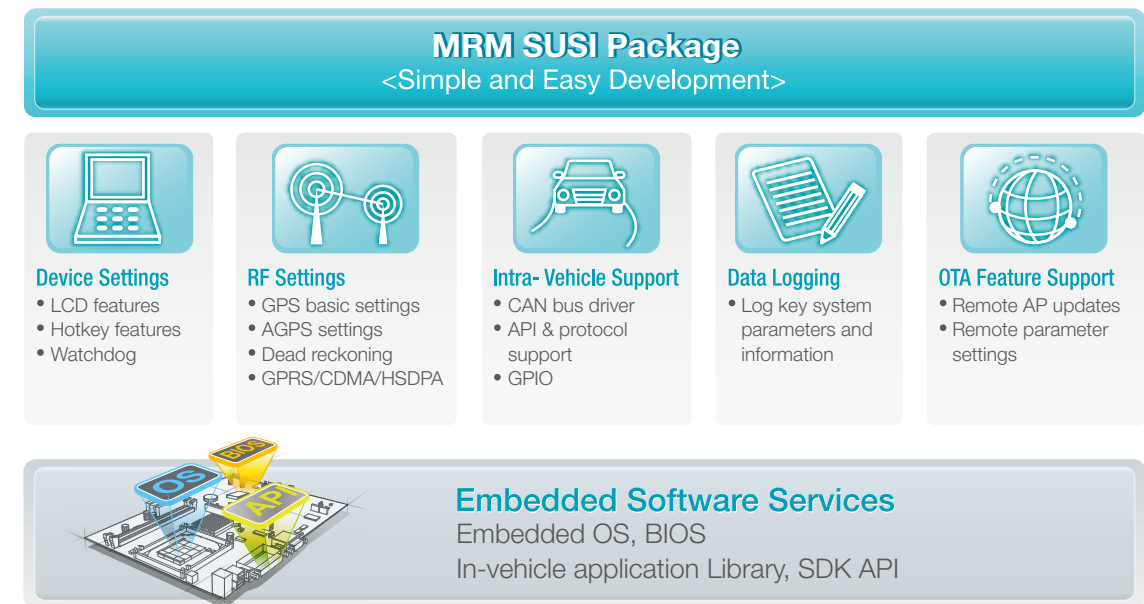 MRM SUSI Package
<Simple and Easy Development>
Device Settings
• LCD features
• Hotkey features
• Watchdog
RF Settings
• GPS basic settings
• AGPS settings
• Dead reckoning
• GPRS/CDMA/HSDPA
Intra- Vehicle Support
• CAN bus driver
• API & protocol
support
• GPIO
Data Logging
• Log key system
parameters and
information
OTA Feature Support
• Remote AP updates
• Remote parameter
settings
BIOS
OS
API
Embedded Software Services
Embedded OS, BIOS
In-vehicle application Library, SDK API